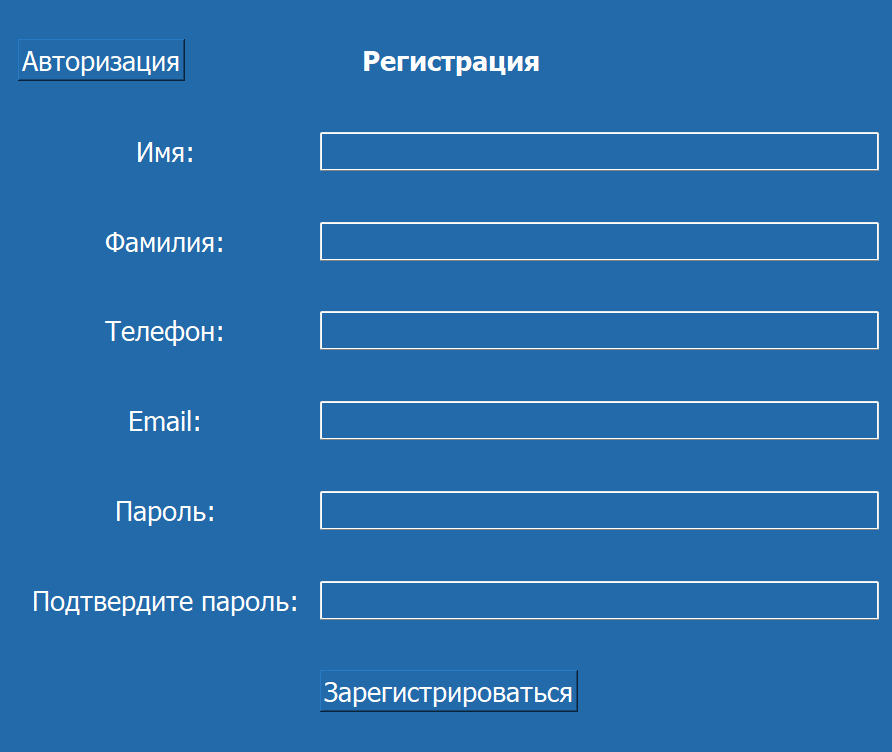 Авторизация
Регистрация
Имя:
Фамилия:
Телефон:
Email:
Пароль:
Подтвердите пароль:
Зарегистрироваться